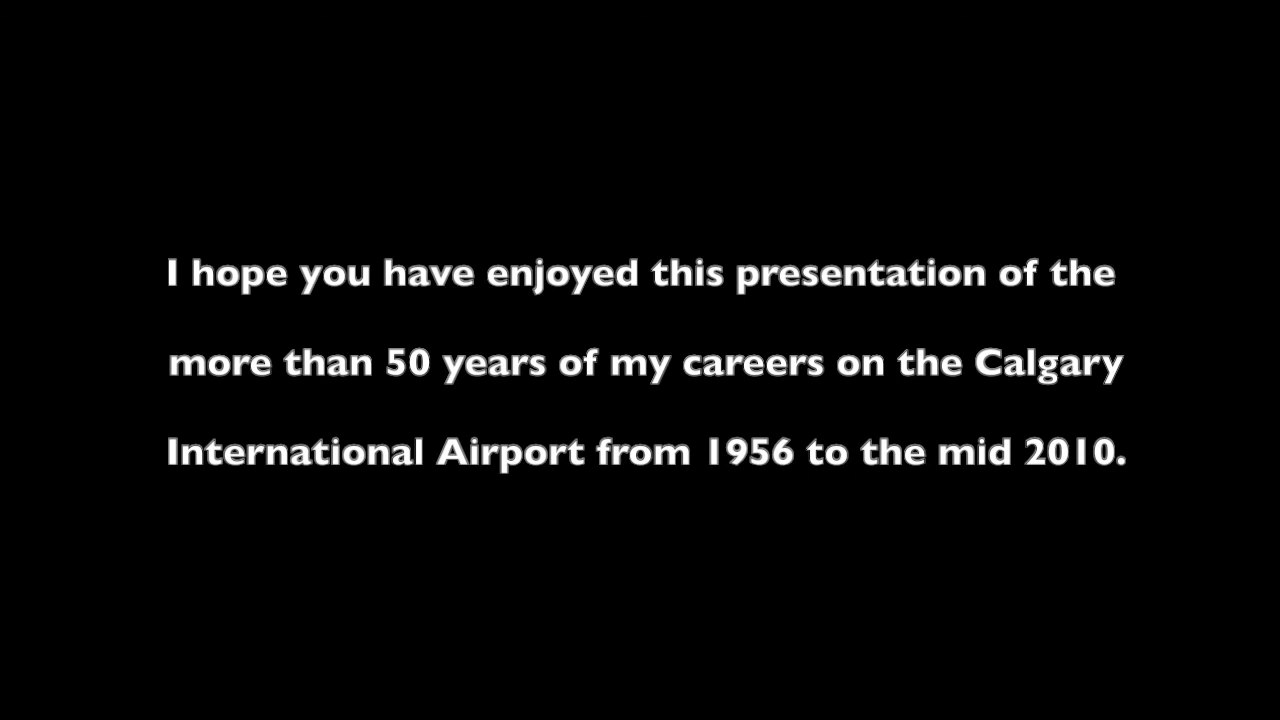 I hope you have enjoyed this presentation of the
more than 50 years of my careers on the Calgary
International Airport from 1956 to the mid 2010.